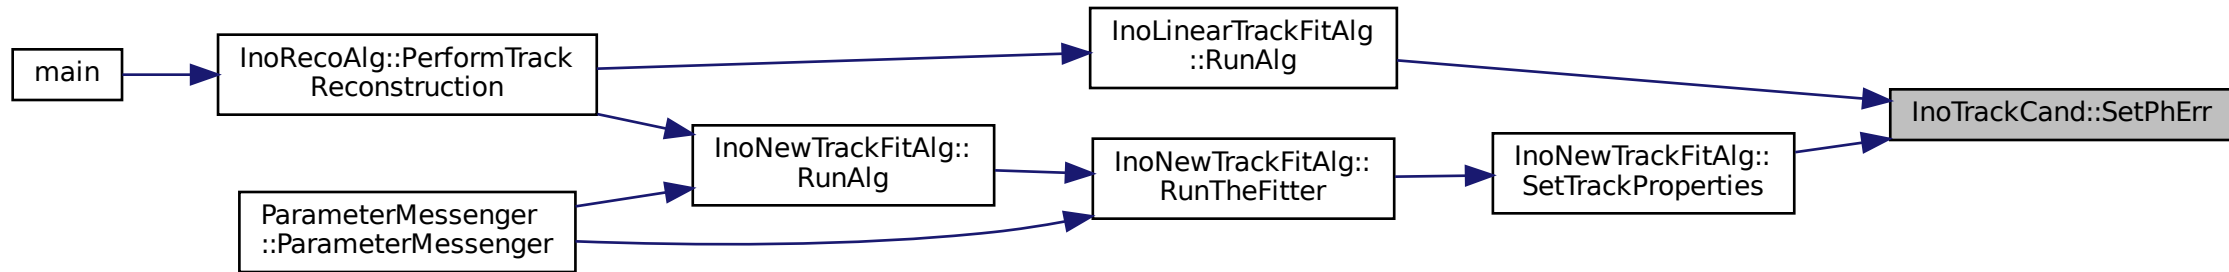 main
InoRecoAlg::PerformTrack
Reconstruction
ParameterMessenger
::ParameterMessenger
InoNewTrackFitAlg::
RunAlg
InoLinearTrackFitAlg
::RunAlg
InoNewTrackFitAlg::
RunTheFitter
InoNewTrackFitAlg::
SetTrackProperties
InoTrackCand::SetPhErr